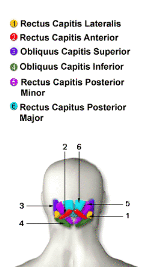 1 Rectus Capitis Lateralis
2 Rectus Capitis Anterior
3 Obliquus Capitis Superior
4 Obliquus Capitis Inferior
5 Rectus Capitis Posterior
Minor
6 Rectus Capitus Posterior
Major
2 6
3 5
4 1